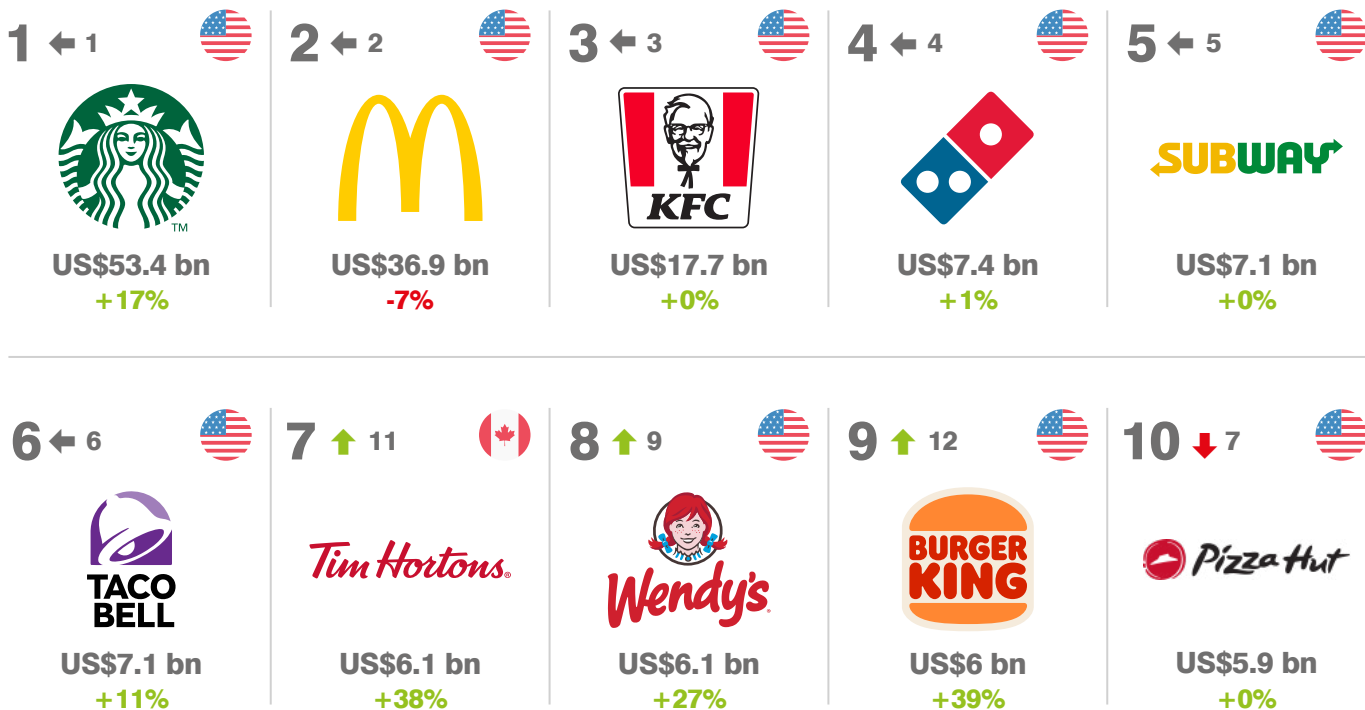 1 1
2 2
3 3
4 4
5 5
TM
KFC
SUBWAY
US$53.4 bn
US$36.9 bn
US$17.7 bn
US$7.4 bn
US$7.1 bn
+17%
-7%
+0%
+1%
+0%
6 6
7 11
8 9
9 12
10 7
TACO
BELL
Tim Hortons®
Wendy's®
BURGER
KING
Pizza Hut
US$7.1 bn
US$6.1 bn
US$6.1 bn
US$6 bn
US$5.9 bn
+11%
+38%
+27%
+39%
+0%